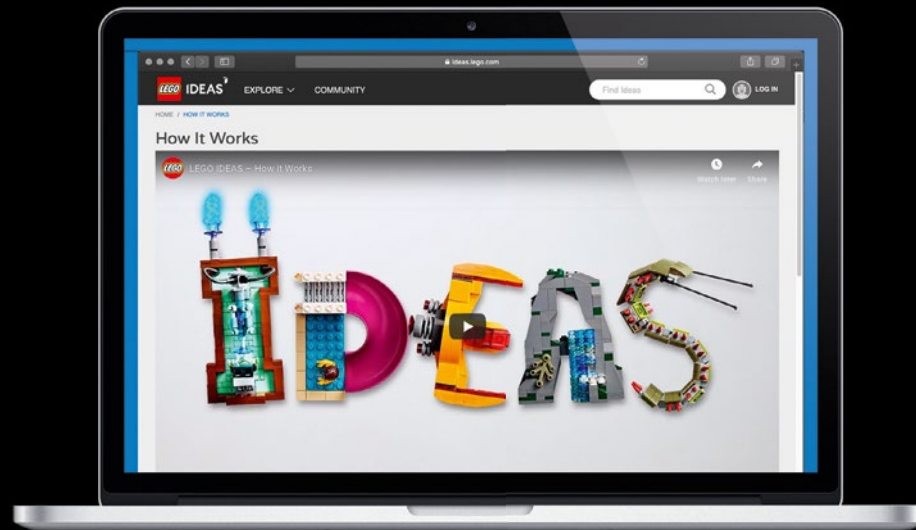 ideas.lego.com
LEGO IDEAS EXPLORE COMMUNITY Find Ideas LOG IN
HOME / HOW IT WORKS
How It Works
LEGO LEGO IDEAS – How It Works
Watch later Share
IDEAS